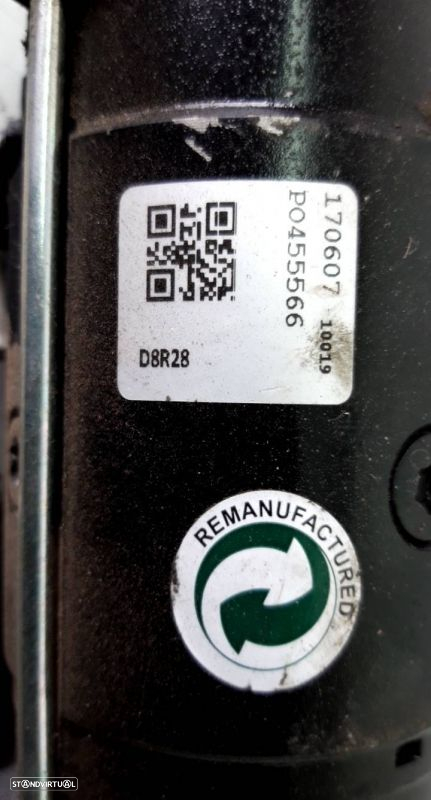 170607 10019
PO455566
D8R28
REMANUFACTURED
STANDVIRTUAL